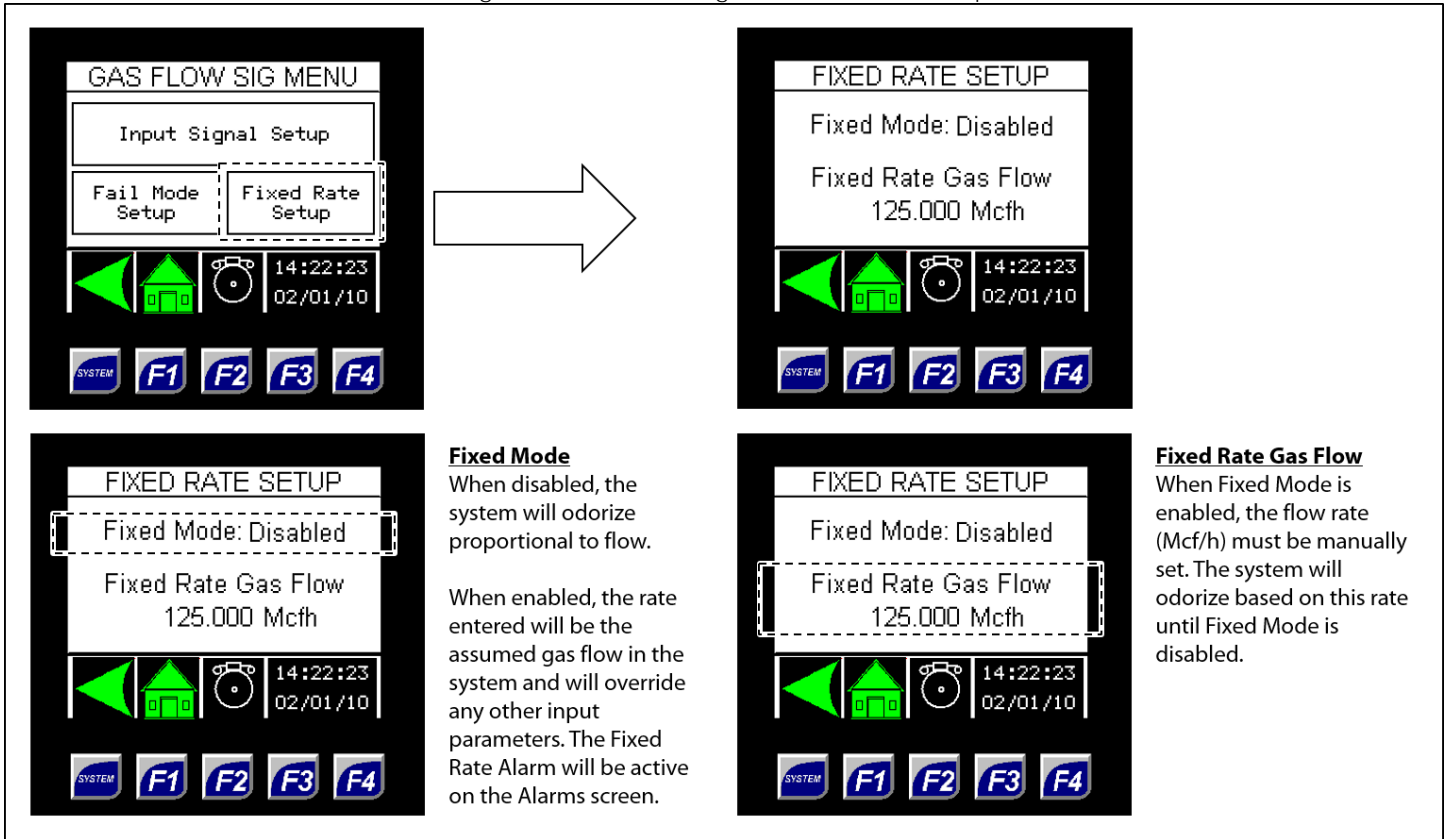 GAS FLOW SIG MENU
Input Signal Setup
Fail Mode
Setup
Fixed Rate
Setup
14:22:23
02/01/10
SYSTEM F1 F2 F3 F4
FIXED RATE SETUP
Fixed Mode: Disabled
Fixed Rate Gas Flow
125.000 Mcfh
14:22:23
02/01/10
SYSTEM F1 F2 F3 F4
FIXED RATE SETUP
Fixed Mode: Disabled
Fixed Rate Gas Flow
125.000 Mcfh
14:22:23
02/01/10
SYSTEM F1 F2 F3 F4
Fixed Mode
When disabled, the
system will odorize
proportional to flow.
When enabled, the rate
entered will be the
assumed gas flow in the
system and will override
any other input
parameters. The Fixed
Rate Alarm will be active
on the Alarms screen.
FIXED RATE SETUP
Fixed Mode: Disabled
Fixed Rate Gas Flow
125.000 Mcfh
14:22:23
02/01/10
SYSTEM F1 F2 F3 F4
Fixed Rate Gas Flow
When Fixed Mode is
enabled, the flow rate
(Mcf/h) must be manually
set. The system will
odorize based on this rate
until Fixed Mode is
disabled.